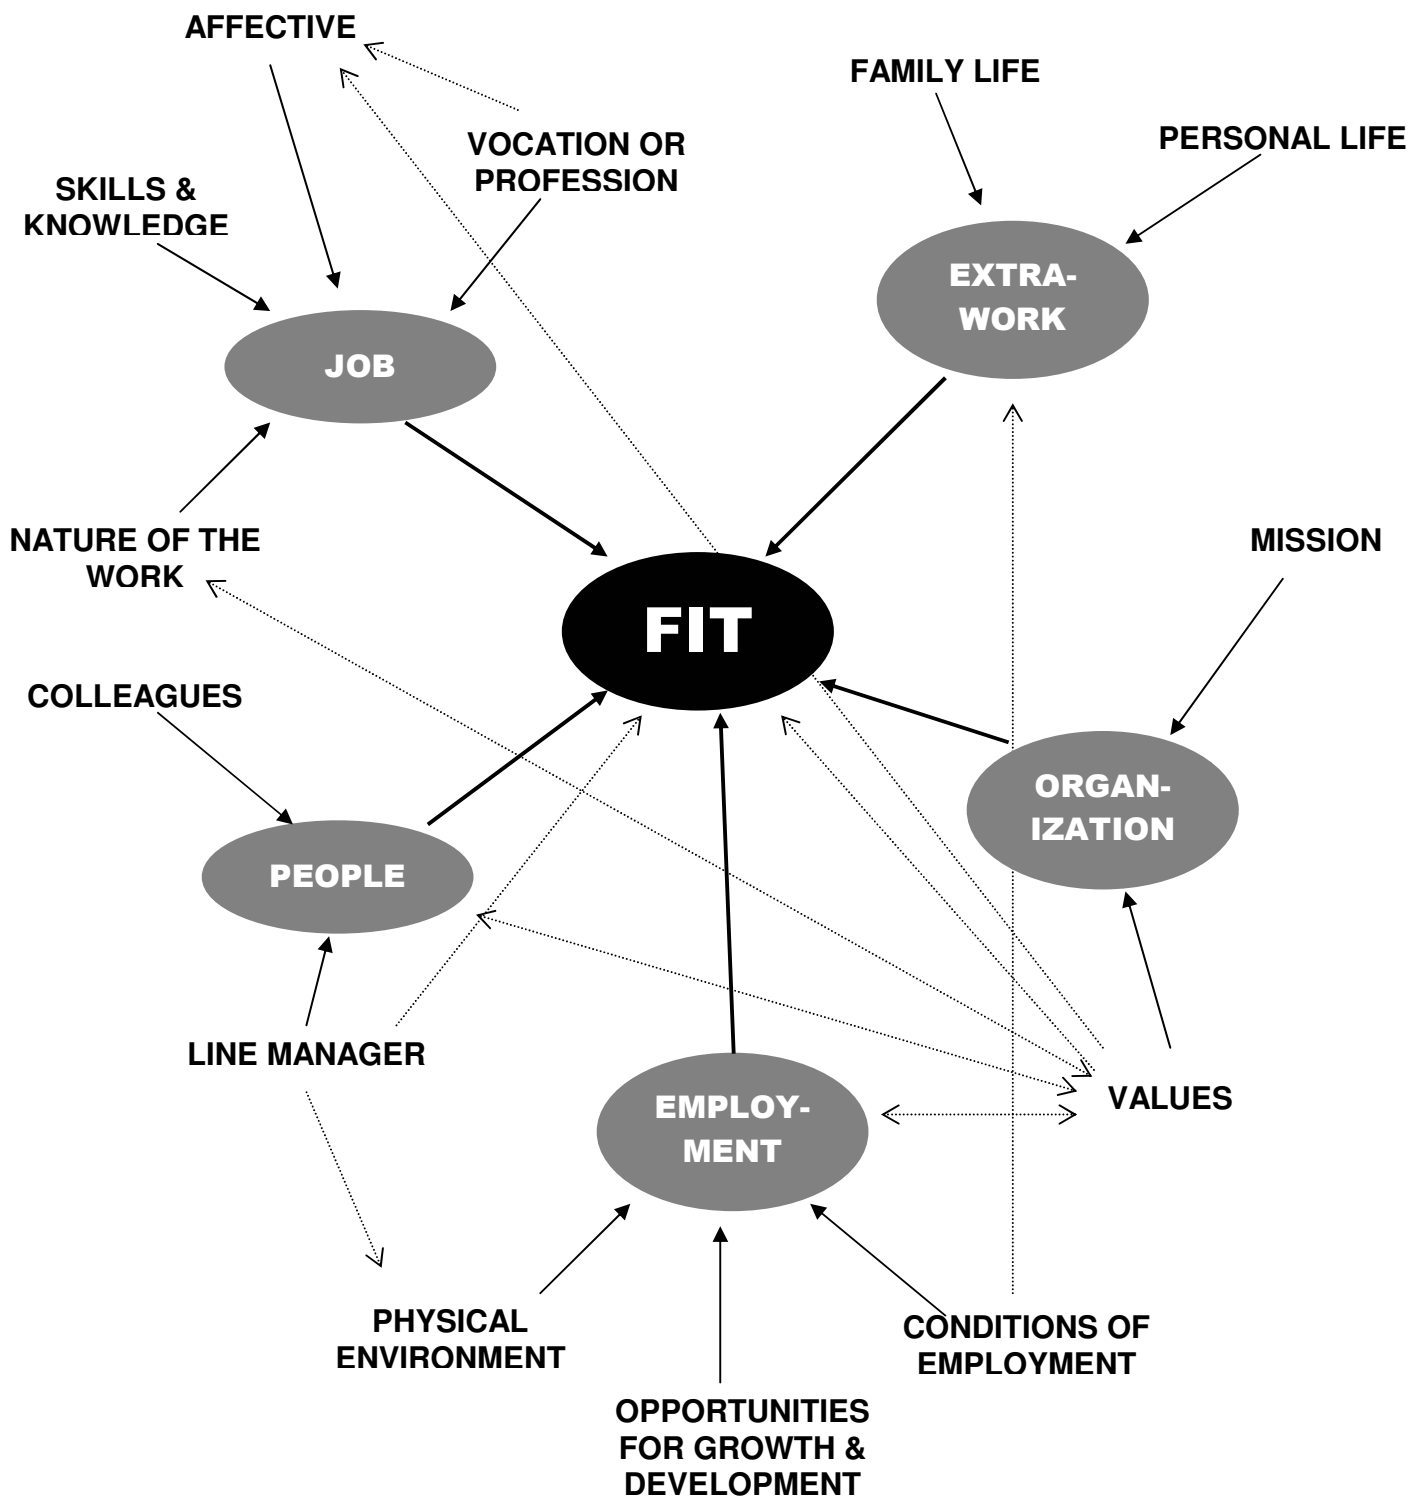 AFFECTIVE
FAMILY LIFE
PERSONAL LIFE
VOCATION OR
PROFESSION
SKILLS &
KNOWLEDGE
EXTRA-
WORK
JOB
NATURE OF THE
WORK
MISSION
FIT
COLLEAGUES
ORGAN-
IZATION
PEOPLE
LINE MANAGER
EMPLOY-
MENT
VALUES
PHYSICAL
ENVIRONMENT
CONDITIONS OF
EMPLOYMENT
OPPORTUNITIES
FOR GROWTH &
DEVELOPMENT